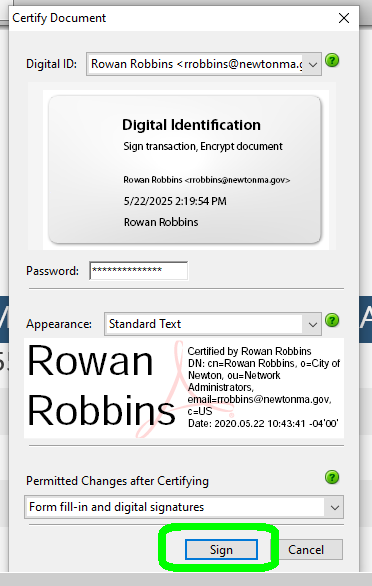 Certify Document
Digital ID: Rowan Robbins <rrobbins@newtonma.g
Digital Identification
Sign transaction, Encrypt document
Rowan Robbins <rrobbins@newtonma.gov>
5/22/2025 2:19:54 PM
Rowan Robbins
Password: **************
Appearance: Standard Text
Rowan
Robbins
Certified by Rowan Robbins
DN: cn=Rowan Robbins, o=City of
Newton, ou=Network
Administrators,
email=rrobbins@newtonma.gov,
c=US
Date: 2020.05.22 10:43:41 -04'00'
Permitted Changes after Certifying
Form fill-in and digital signatures
Sign Cancel